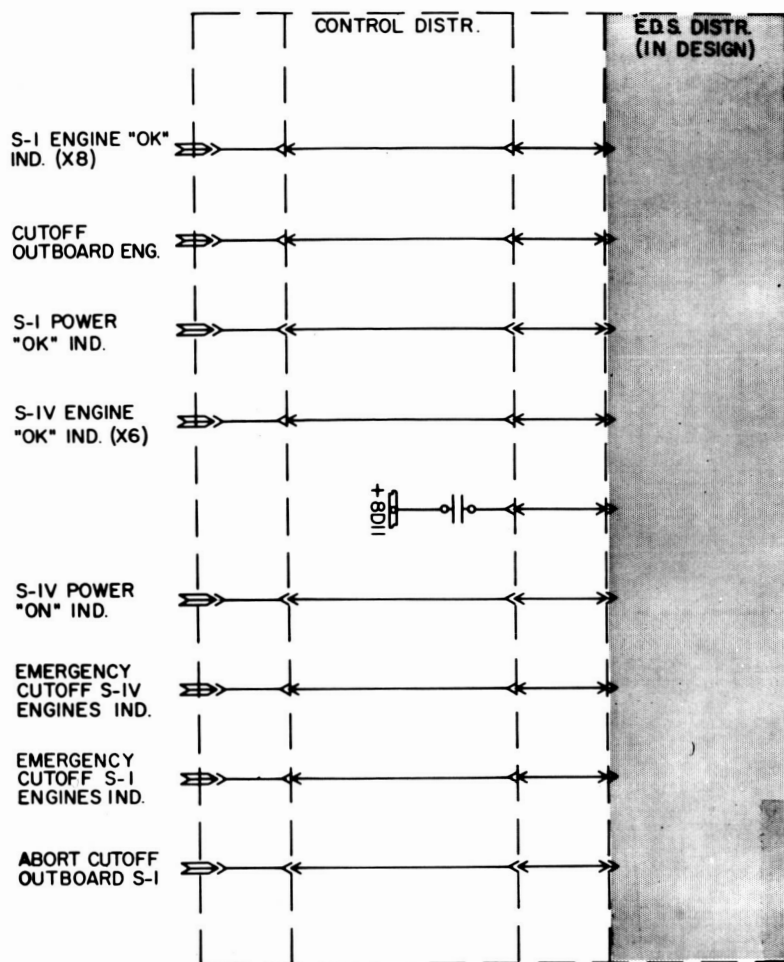 CONTROL DISTR.
E.D.S. DISTR.
(IN DESIGN)
S-I ENGINE "OK"
IND. (X8)
CUTOFF
OUTBOARD ENG.
S-I POWER
"OK" IND.
S-IV ENGINE
"OK" IND. (X6)
+8D11
S-IV POWER
"ON" IND.
EMERGENCY
CUTOFF S-IV
ENGINES IND.
EMERGENCY
CUTOFF S-I
ENGINES IND.
ABORT CUTOFF
OUTBOARD S-I